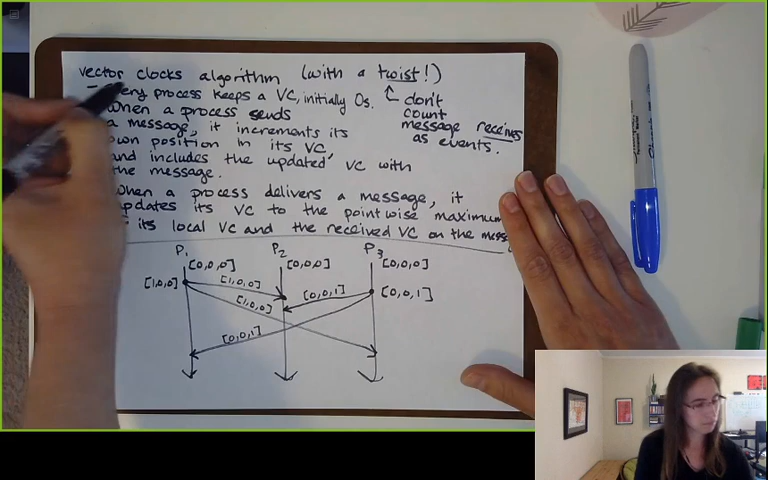 vector clocks algorithm (with a twist!)
- Every process keeps a VC, initially 0s.
don't
count
message receives
as events.
When a process sends
a message, it increments its
own position in its VC
and includes the updated VC with
the message.
When a process delivers a message, it
updates its VC to the pointwise maximum
its local VC and the received VC on the
P1 P2 P3
[0,0,0] [0,0,0] [0,0,0]
[1,0,0] [1,0,0] [0,0,1] [0,0,1]
[1,0,0]
[0,0,1]